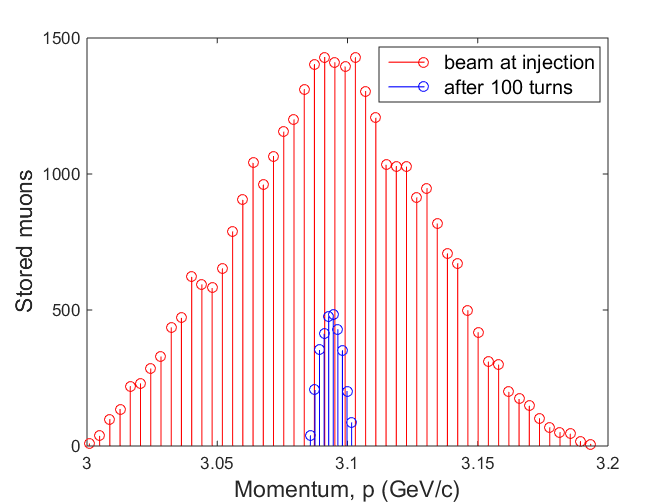 1500
1000
500
0
3
3.05
3.1
3.15
3.2
Stored muons
Momentum, p (GeV/c)
beam at injection
after 100 turns